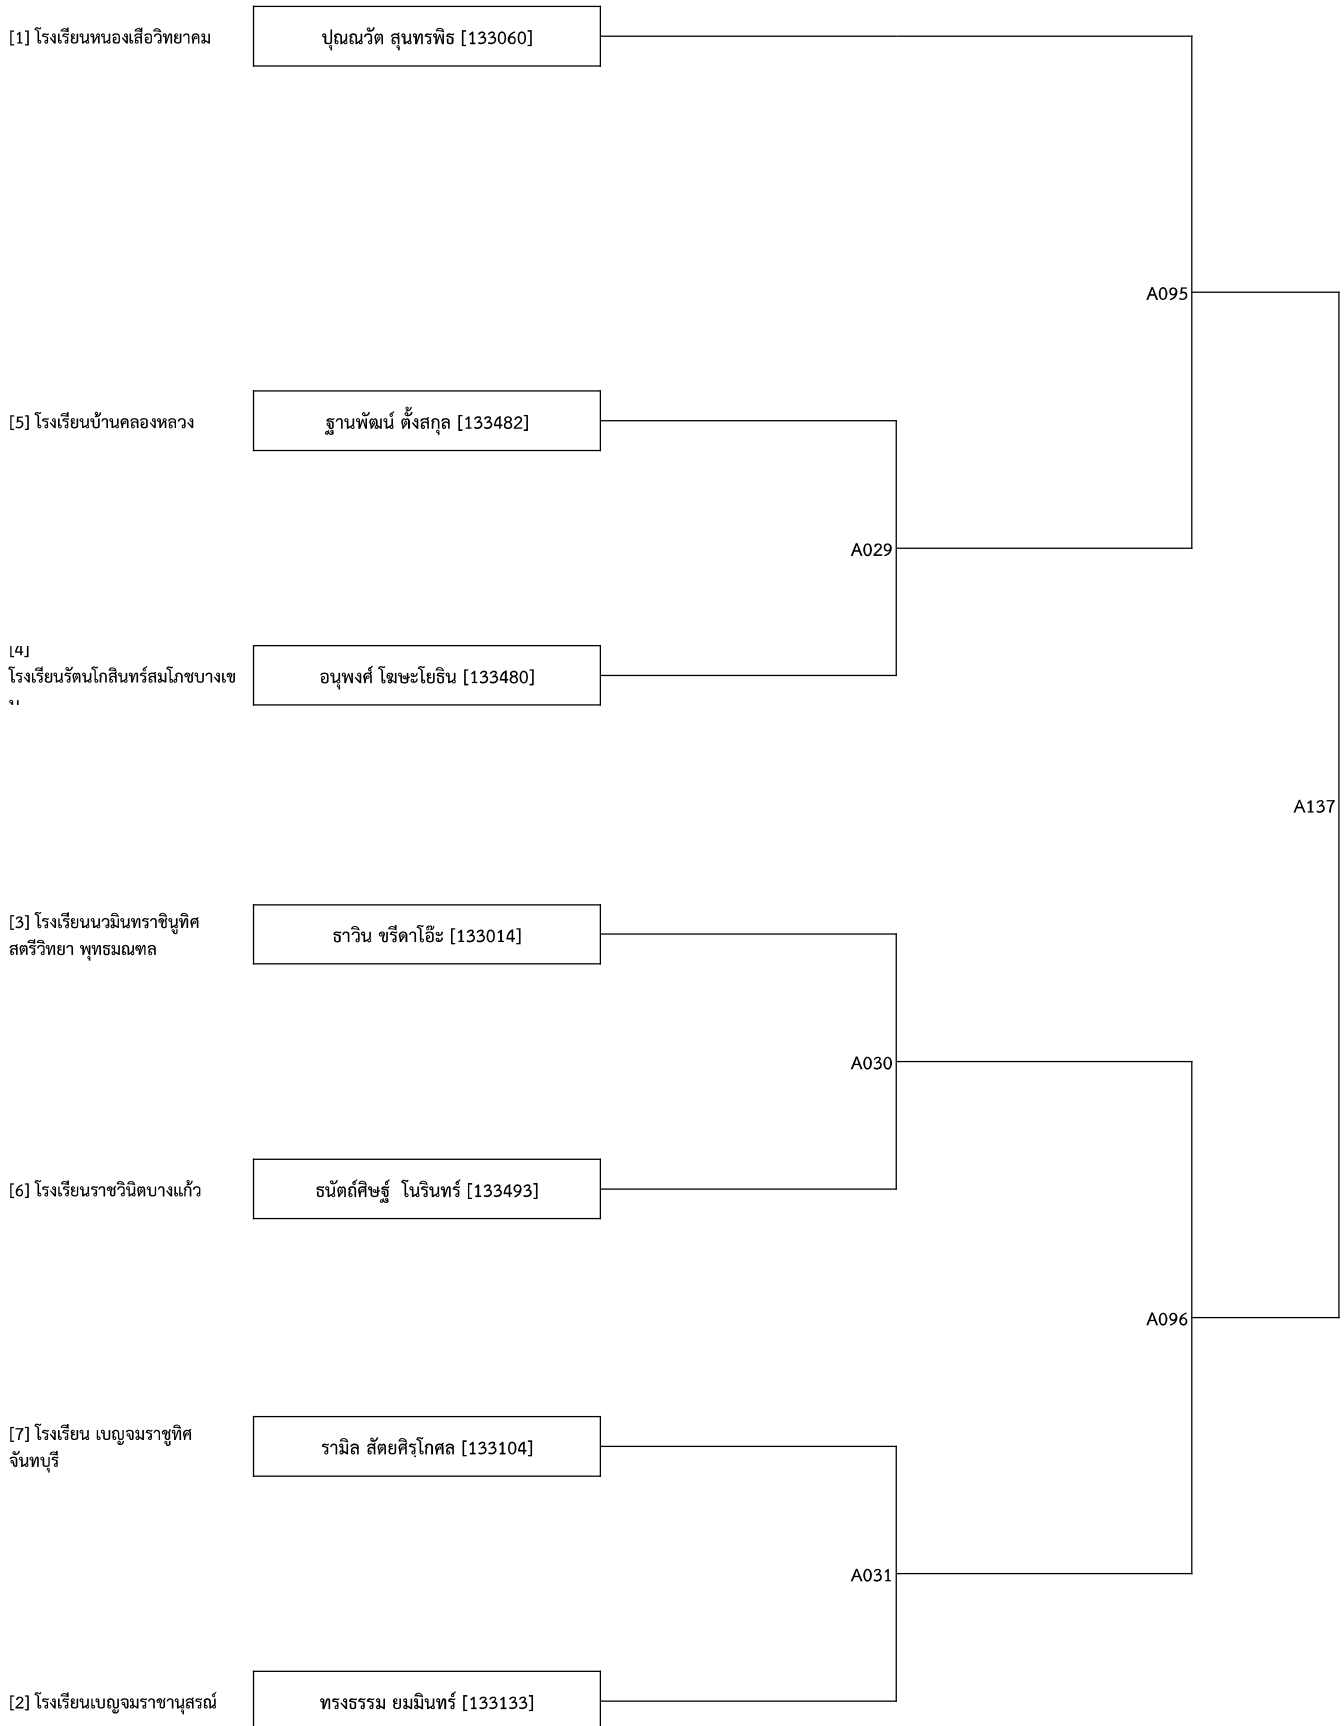 [1] โรงเรียนหนองเสือวิทยาคม
ปุณณวัต สุนทรพิธ [133060]
A095
[5] โรงเรียนบ้านคลองหลวง
ฐานพัฒน์ ตั้งสกุล [133482]
A029
[4]
โรงเรียนรัตนโกสินทร์สมโภชบางเข
น
อนุพงศ์ โฆษะโยธิน [133480]
A137
[3] โรงเรียนนวมินทราชินูทิศ
สตรีวิทยา พุทธมณฑล
ธาวิน ขรีดาโอ๊ะ [133014]
A030
[6] โรงเรียนราชวินิตบางแก้ว
ธนัตถ์ศิษฐ์  โนรินทร์ [133493]
A096
[7] โรงเรียน เบญจมราชูทิศ
จันทบุรี
รามิล สัตยศิรฺโกศล [133104]
A031
[2] โรงเรียนเบญจมราชานุสรณ์
ทรงธรรม ยมมินทร์ [133133]